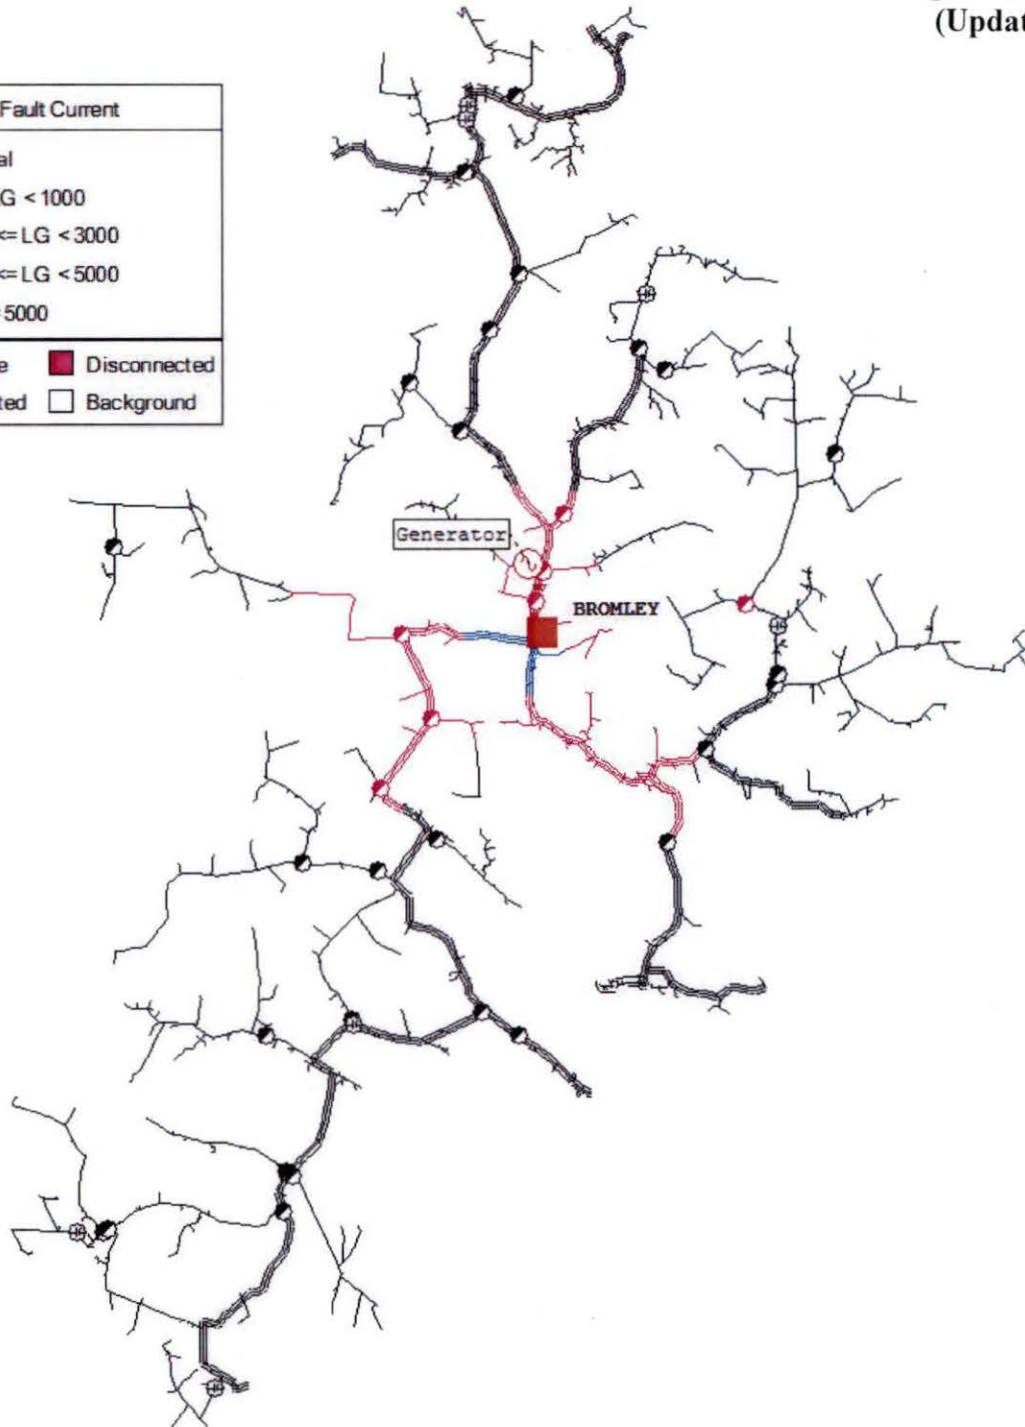 (Updat
Fault Current
al
G < 1000
<= LG < 3000
<= LG < 5000
5000
e Disconnected
ted Background
Generator
BROMLEY